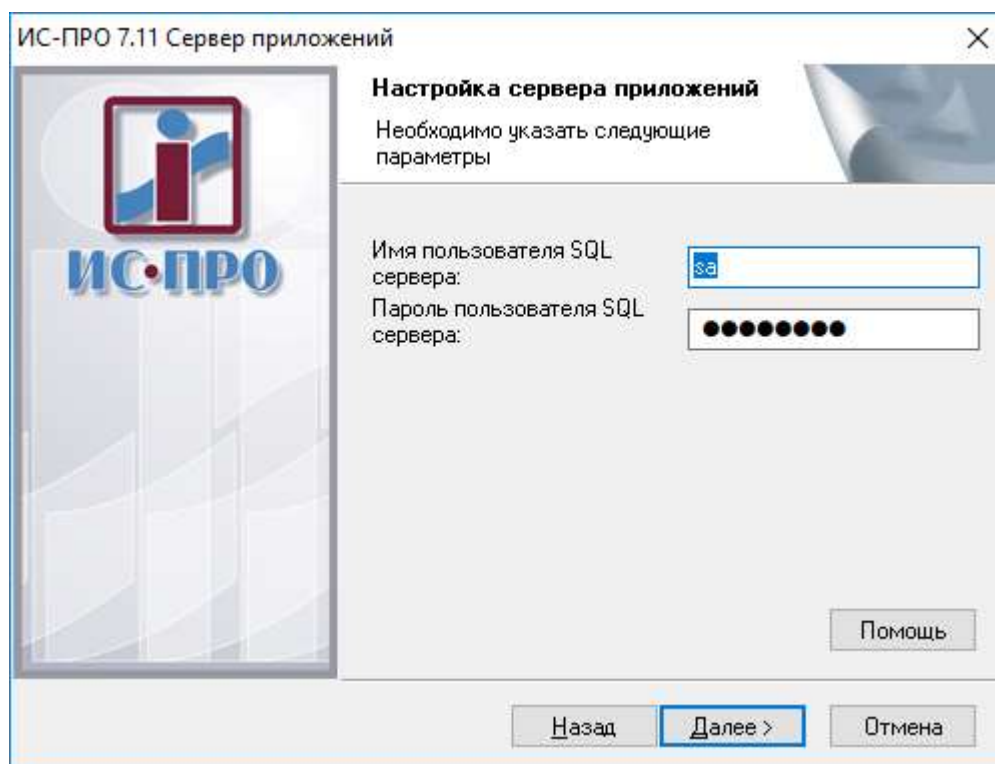 ИС-ПРО 7.11 Сервер приложений
Настройка сервера приложений
Необходимо указать следующие
параметры
ИС•ПРО
Имя пользователя SQL
сервера:
sa
Пароль пользователя SQL
сервера:
●●●●●●●●
Помощь
Назад
Далее >
Отмена